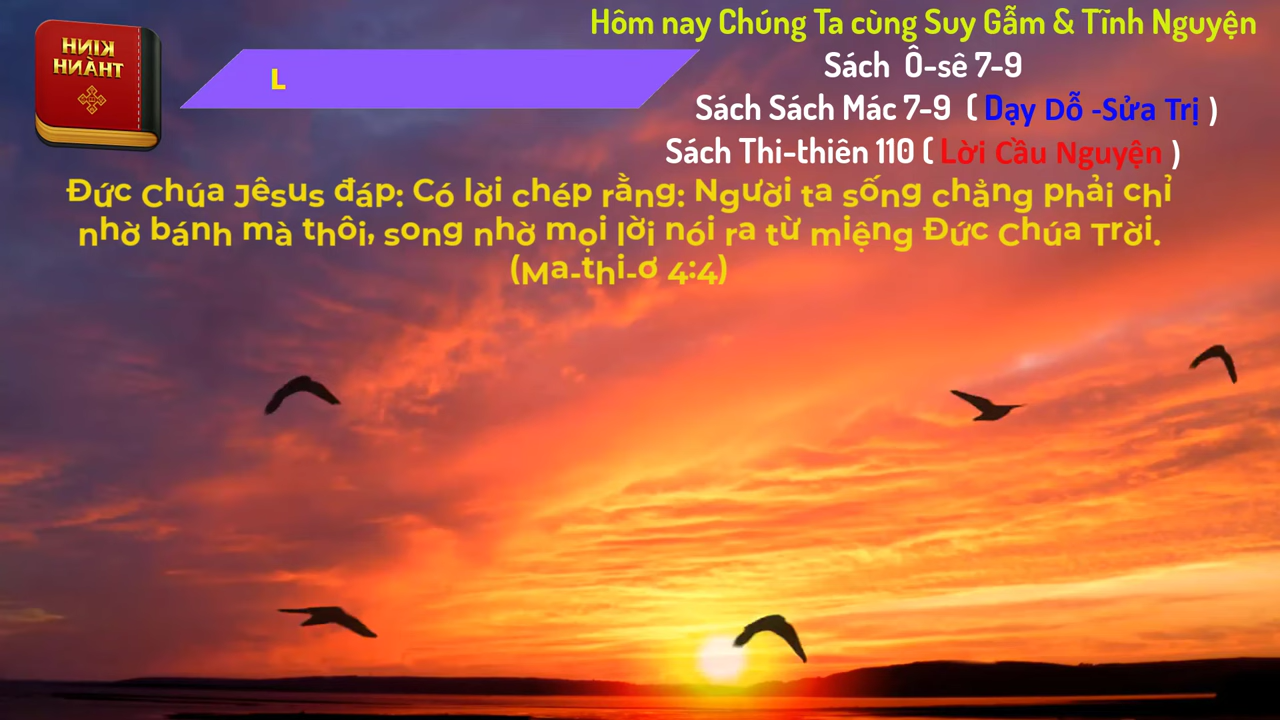 KINH
THÁNH
L
Hôm nay Chúng Ta cùng Suy Gẫm & Tĩnh Nguyện
Sách Ô-sê 7-9
Sách Sách Mác 7-9 ( Dạy Dỗ -Sửa Trị )
Sách Thi-thiên 110 ( Lời Cầu Nguyện )
Đức Chúa Jêsus đáp: Có lời chép rằng: Người ta sống chẳng phải chỉ
nhờ bánh mà thôi, song nhờ mọi lời nói ra từ miệng Đức Chúa Trời.
(Ma-thi-ơ 4:4)